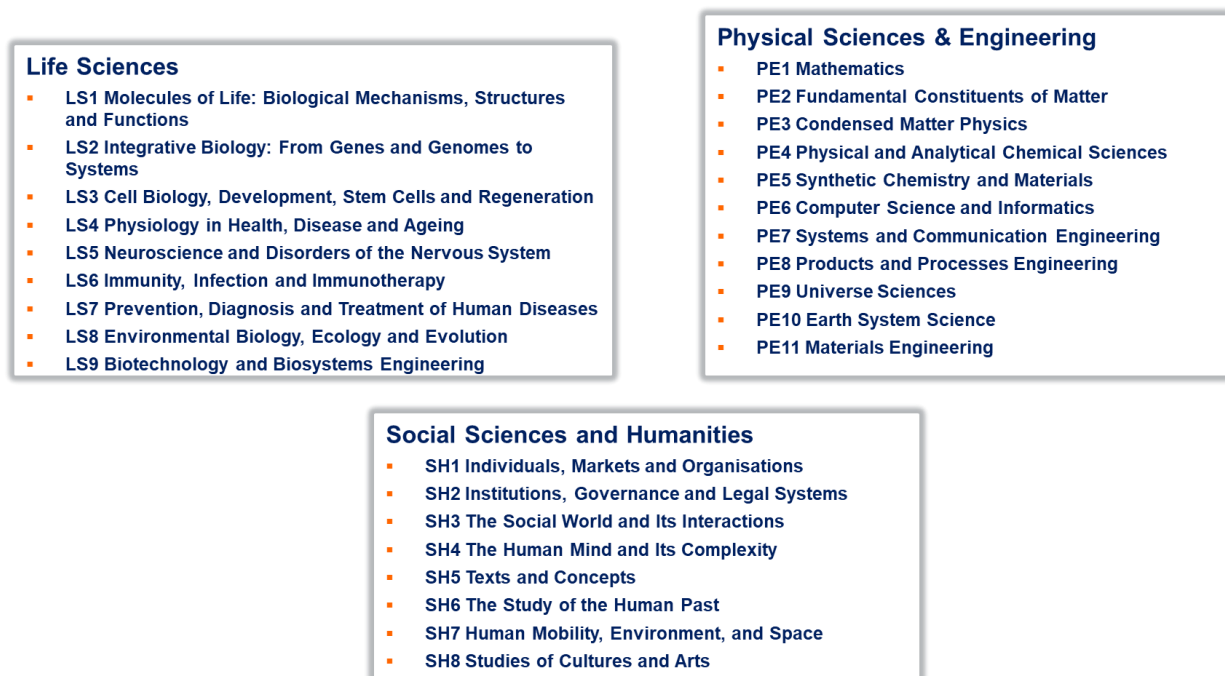 Life Sciences
LS1 Molecules of Life: Biological Mechanisms, Structures
and Functions
LS2 Integrative Biology: From Genes and Genomes to
Systems
LS3 Cell Biology, Development, Stem Cells and Regeneration
LS4 Physiology in Health, Disease and Ageing
LS5 Neuroscience and Disorders of the Nervous System
LS6 Immunity, Infection and Immunotherapy
LS7 Prevention, Diagnosis and Treatment of Human Diseases
LS8 Environmental Biology, Ecology and Evolution
LS9 Biotechnology and Biosystems Engineering
Physical Sciences & Engineering
PE1 Mathematics
PE2 Fundamental Constituents of Matter
PE3 Condensed Matter Physics
PE4 Physical and Analytical Chemical Sciences
PE5 Synthetic Chemistry and Materials
PE6 Computer Science and Informatics
PE7 Systems and Communication Engineering
PE8 Products and Processes Engineering
PE9 Universe Sciences
PE10 Earth System Science
PE11 Materials Engineering
Social Sciences and Humanities
SH1 Individuals, Markets and Organisations
SH2 Institutions, Governance and Legal Systems
SH3 The Social World and Its Interactions
SH4 The Human Mind and Its Complexity
SH5 Texts and Concepts
SH6 The Study of the Human Past
SH7 Human Mobility, Environment, and Space
SH8 Studies of Cultures and Arts